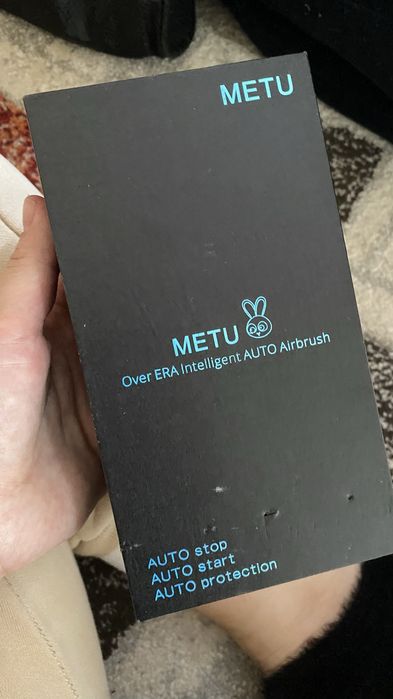 METU
METU
Over ERA Intelligent AUTO Airbrush
AUTO stop
AUTO start
AUTO protection